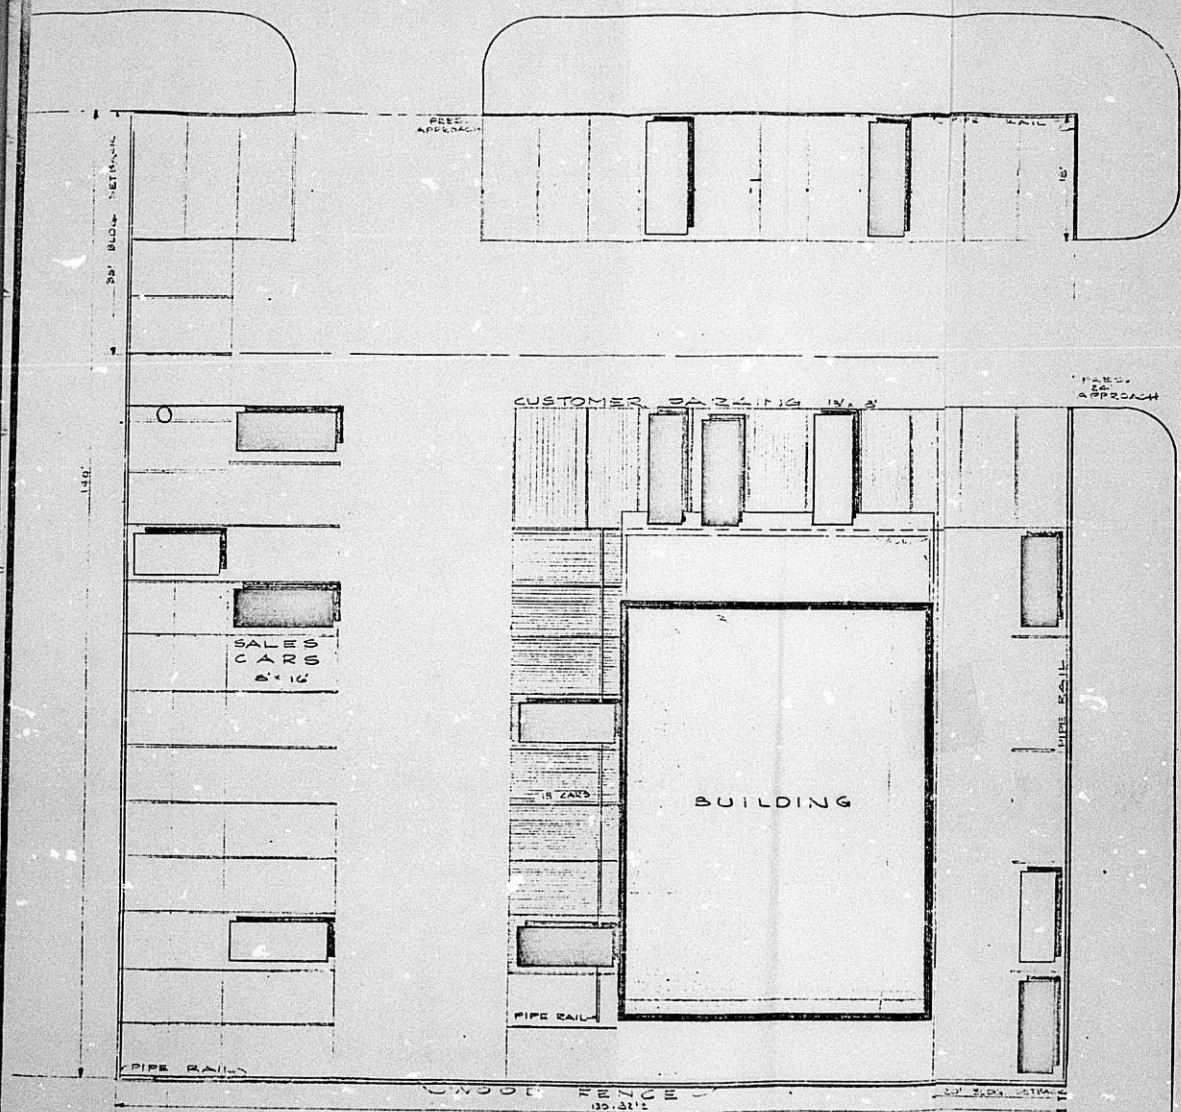 PRES.
APPROACH
PIPE RAIL
16'
35' BLDG SETBACK
PRES.
24'
APPROACH
CUSTOMER PARKING
140'
SALES
CARS
8' x 16'
PIPE RAIL
18 CARS
BUILDING
PIPE RAIL
PIPE RAIL
WOOD FENCE
20' BLDG SETBACK